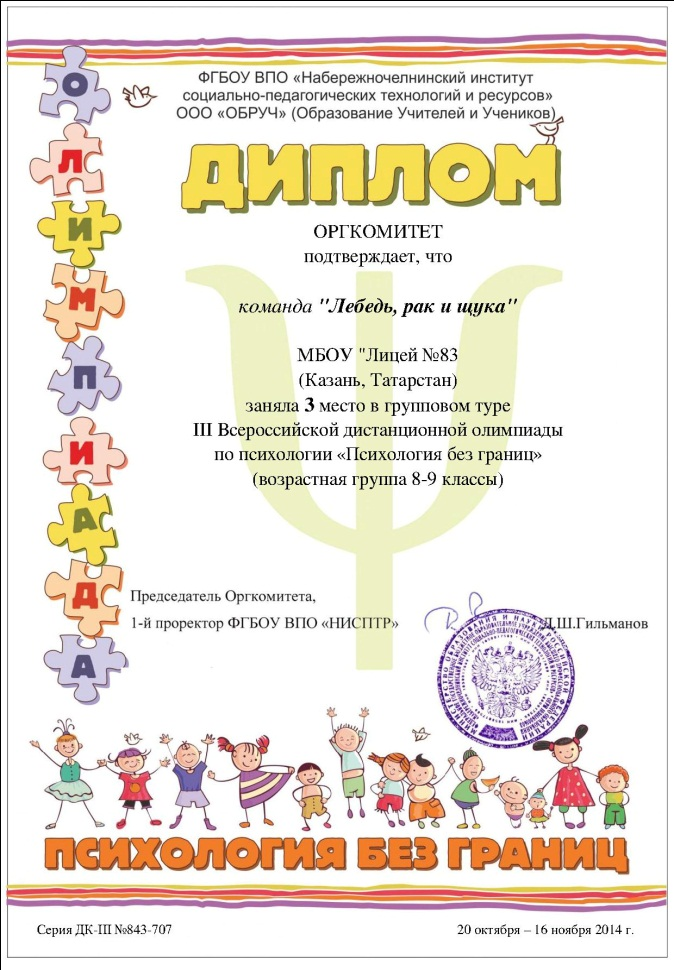 ФГБОУ ВПО «Набережночелнинский институт
социально-педагогических технологий и ресурсов»
ООО «ОБРУЧ» (Образование Учителей и Учеников)
ДИПЛОМ
ОЛИМПИАДА
ОРГКОМИТЕТ
подтверждает, что
команда "Лебедь, рак и щука"
МБОУ "Лицей №83
(Казань, Татарстан)
заняла 3 место в групповом туре
III Всероссийской дистанционной олимпиады
по психологии «Психология без границ»
(возрастная группа 8-9 классы)
Председатель Оргкомитета,
1-й проректор ФГБОУ ВПО «НИСПТР» Д.Ш.Гильманов
ПСИХОЛОГИЯ БЕЗ ГРАНИЦ
Серия ДК-III №843-707 20 октября – 16 ноября 2014 г.